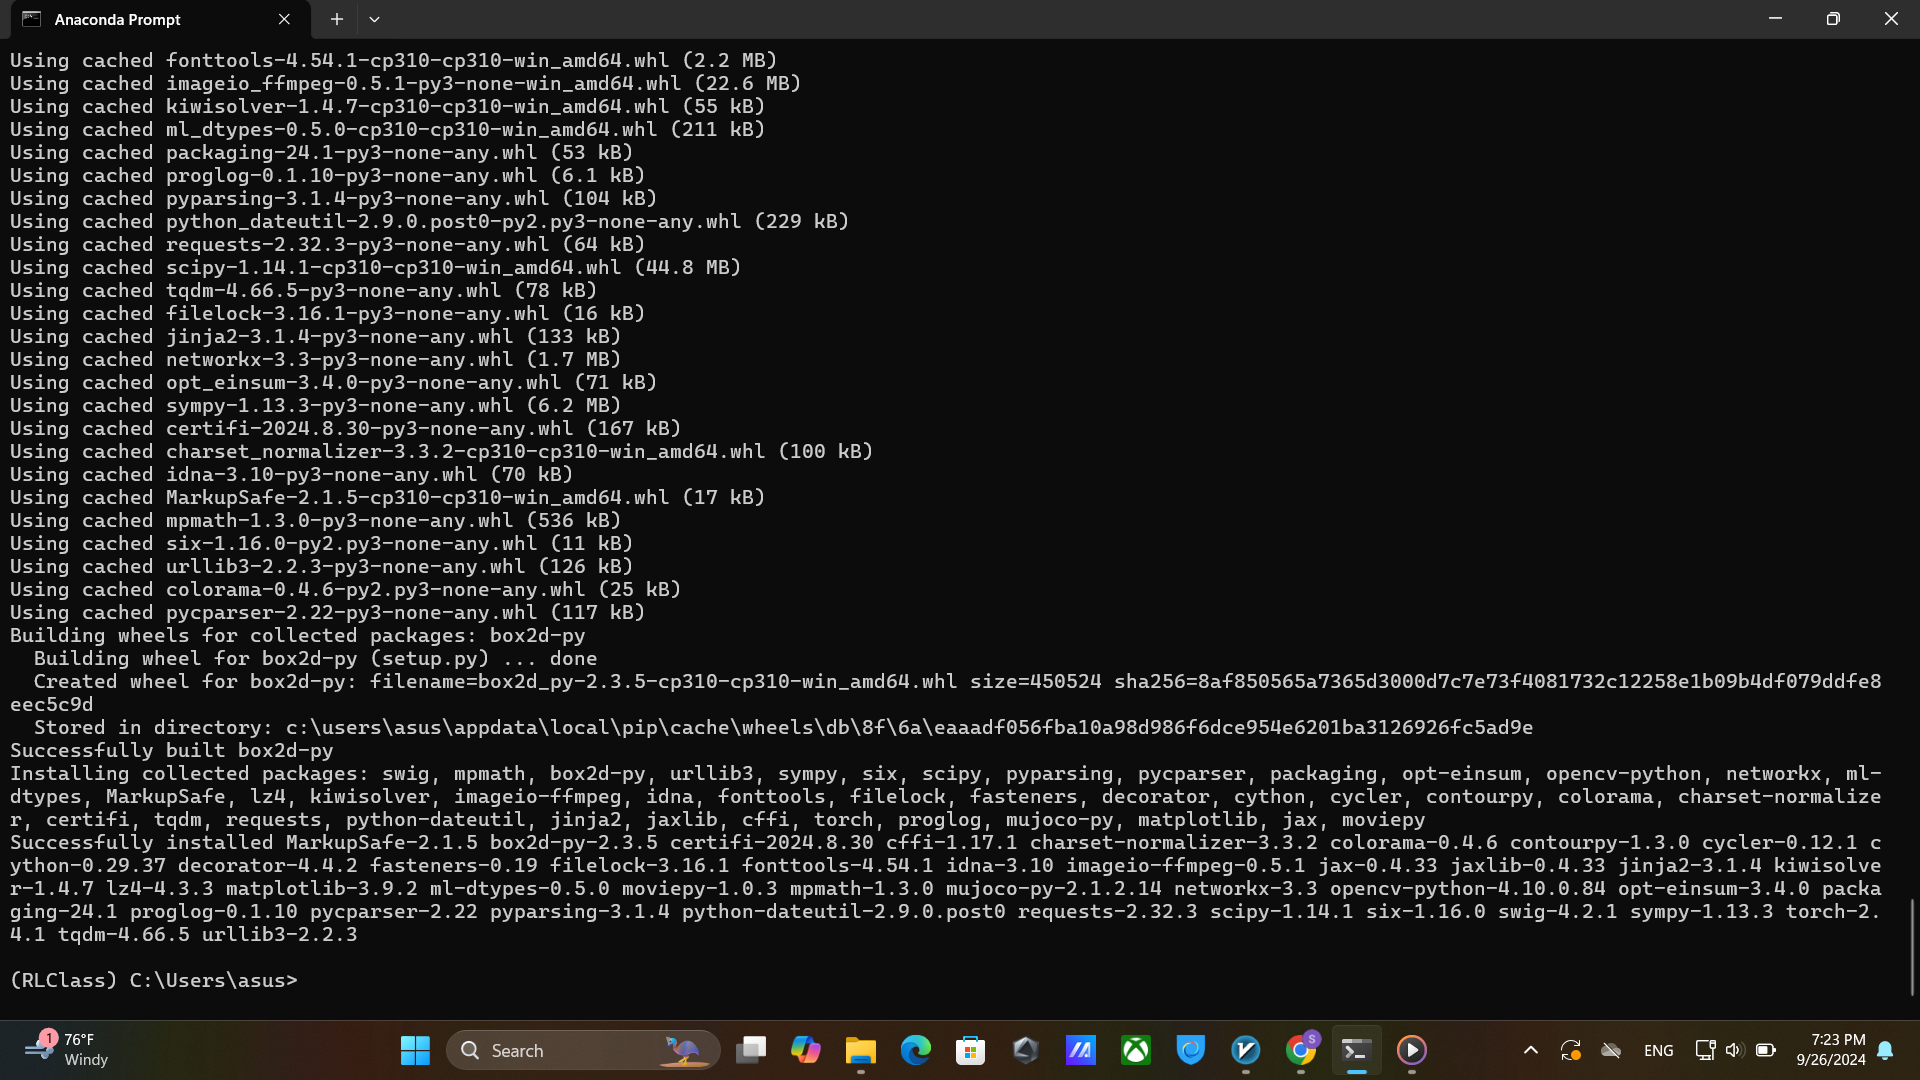 Anaconda Prompt
Using cached fonttools-4.54.1-cp310-cp310-win_amd64.whl (2.2 MB)
Using cached imageio_ffmpeg-0.5.1-py3-none-win_amd64.whl (22.6 MB)
Using cached kiwisolver-1.4.7-cp310-cp310-win_amd64.whl (55 kB)
Using cached ml_dtypes-0.5.0-cp310-cp310-win_amd64.whl (211 kB)
Using cached packaging-24.1-py3-none-any.whl (53 kB)
Using cached proglog-0.1.10-py3-none-any.whl (6.1 kB)
Using cached pyparsing-3.1.4-py3-none-any.whl (104 kB)
Using cached python_dateutil-2.9.0.post0-py2.py3-none-any.whl (229 kB)
Using cached requests-2.32.3-py3-none-any.whl (64 kB)
Using cached scipy-1.14.1-cp310-cp310-win_amd64.whl (44.8 MB)
Using cached tqdm-4.66.5-py3-none-any.whl (78 kB)
Using cached filelock-3.16.1-py3-none-any.whl (16 kB)
Using cached jinja2-3.1.4-py3-none-any.whl (133 kB)
Using cached networkx-3.3-py3-none-any.whl (1.7 MB)
Using cached opt_einsum-3.4.0-py3-none-any.whl (71 kB)
Using cached sympy-1.13.3-py3-none-any.whl (6.2 MB)
Using cached certifi-2024.8.30-py3-none-any.whl (167 kB)
Using cached charset_normalizer-3.3.2-cp310-cp310-win_amd64.whl (100 kB)
Using cached idna-3.10-py3-none-any.whl (70 kB)
Using cached MarkupSafe-2.1.5-cp310-cp310-win_amd64.whl (17 kB)
Using cached mpmath-1.3.0-py3-none-any.whl (536 kB)
Using cached six-1.16.0-py2.py3-none-any.whl (11 kB)
Using cached urllib3-2.2.3-py3-none-any.whl (126 kB)
Using cached colorama-0.4.6-py2.py3-none-any.whl (25 kB)
Using cached pycparser-2.22-py3-none-any.whl (117 kB)
Building wheels for collected packages: box2d-py
Building wheel for box2d-py (setup.py) ... done
Created wheel for box2d-py: filename=box2d_py-2.3.5-cp310-cp310-win_amd64.whl size=450524 sha256=8af850565a7365d3000d7c7e73f4081732c12258e1b09b4df079ddfe8
eec5c9d
Stored in directory: c:\users\asus\appdata\local\pip\cache\wheels\db\8f\6a\eaaadf056fba10a98d986f6dce954e6201ba3126926fc5ad9e
Successfully built box2d-py
Installing collected packages: swig, mpmath, box2d-py, urllib3, sympy, six, scipy, pyparsing, pycparser, packaging, opt-einsum, opencv-python, networkx, ml-
dtypes, MarkupSafe, lz4, kiwisolver, imageio-ffmpeg, idna, fonttools, filelock, fasteners, decorator, cython, cycler, contourpy, colorama, charset-normalize
r, certifi, tqdm, requests, python-dateutil, jinja2, jaxlib, cffi, torch, proglog, mujoco-py, matplotlib, jax, moviepy
Successfully installed MarkupSafe-2.1.5 box2d-py-2.3.5 certifi-2024.8.30 cffi-1.17.1 charset-normalizer-3.3.2 colorama-0.4.6 contourpy-1.3.0 cycler-0.12.1 c
ython-0.29.37 decorator-4.4.2 fasteners-0.19 filelock-3.16.1 fonttools-4.54.1 idna-3.10 imageio-ffmpeg-0.5.1 jax-0.4.33 jaxlib-0.4.33 jinja2-3.1.4 kiwisolve
r-1.4.7 lz4-4.3.3 matplotlib-3.9.2 ml-dtypes-0.5.0 moviepy-1.0.3 mpmath-1.3.0 mujoco-py-2.1.2.14 networkx-3.3 opencv-python-4.10.0.84 opt-einsum-3.4.0 packa
ging-24.1 proglog-0.1.10 pycparser-2.22 pyparsing-3.1.4 python-dateutil-2.9.0.post0 requests-2.32.3 scipy-1.14.1 six-1.16.0 swig-4.2.1 sympy-1.13.3 torch-2.
4.1 tqdm-4.66.5 urllib3-2.2.3
(RLClass) C:\Users\asus>
1
76°F
Windy
Search
S
ENG
7:23 PM
9/26/2024